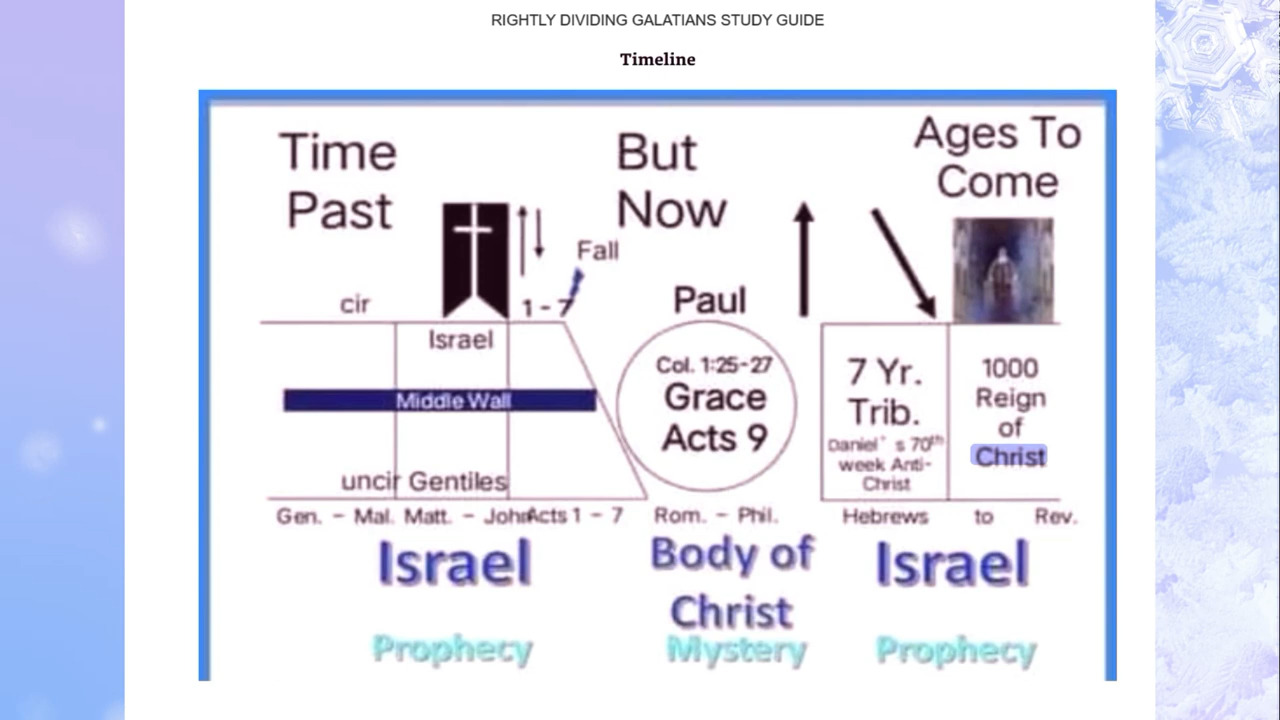 RIGHTLY DIVIDING GALATIANS STUDY GUIDE
Timeline
Time
Past
But
Now
Ages To
Come
Fall
cir
1 - 7
Paul
Israel
Middle Wall
uncir Gentiles
Col. 1:25-27
Grace
Acts 9
7 Yr.
Trib.
Daniel's 70th
week Anti-
Christ
1000
Reign
of
Christ
Gen. - Mal. Matt. - John Acts 1 - 7 Rom. - Phil. Hebrews to Rev.
Israel
Body of
Christ
Israel
Prophecy
Mystery
Prophecy